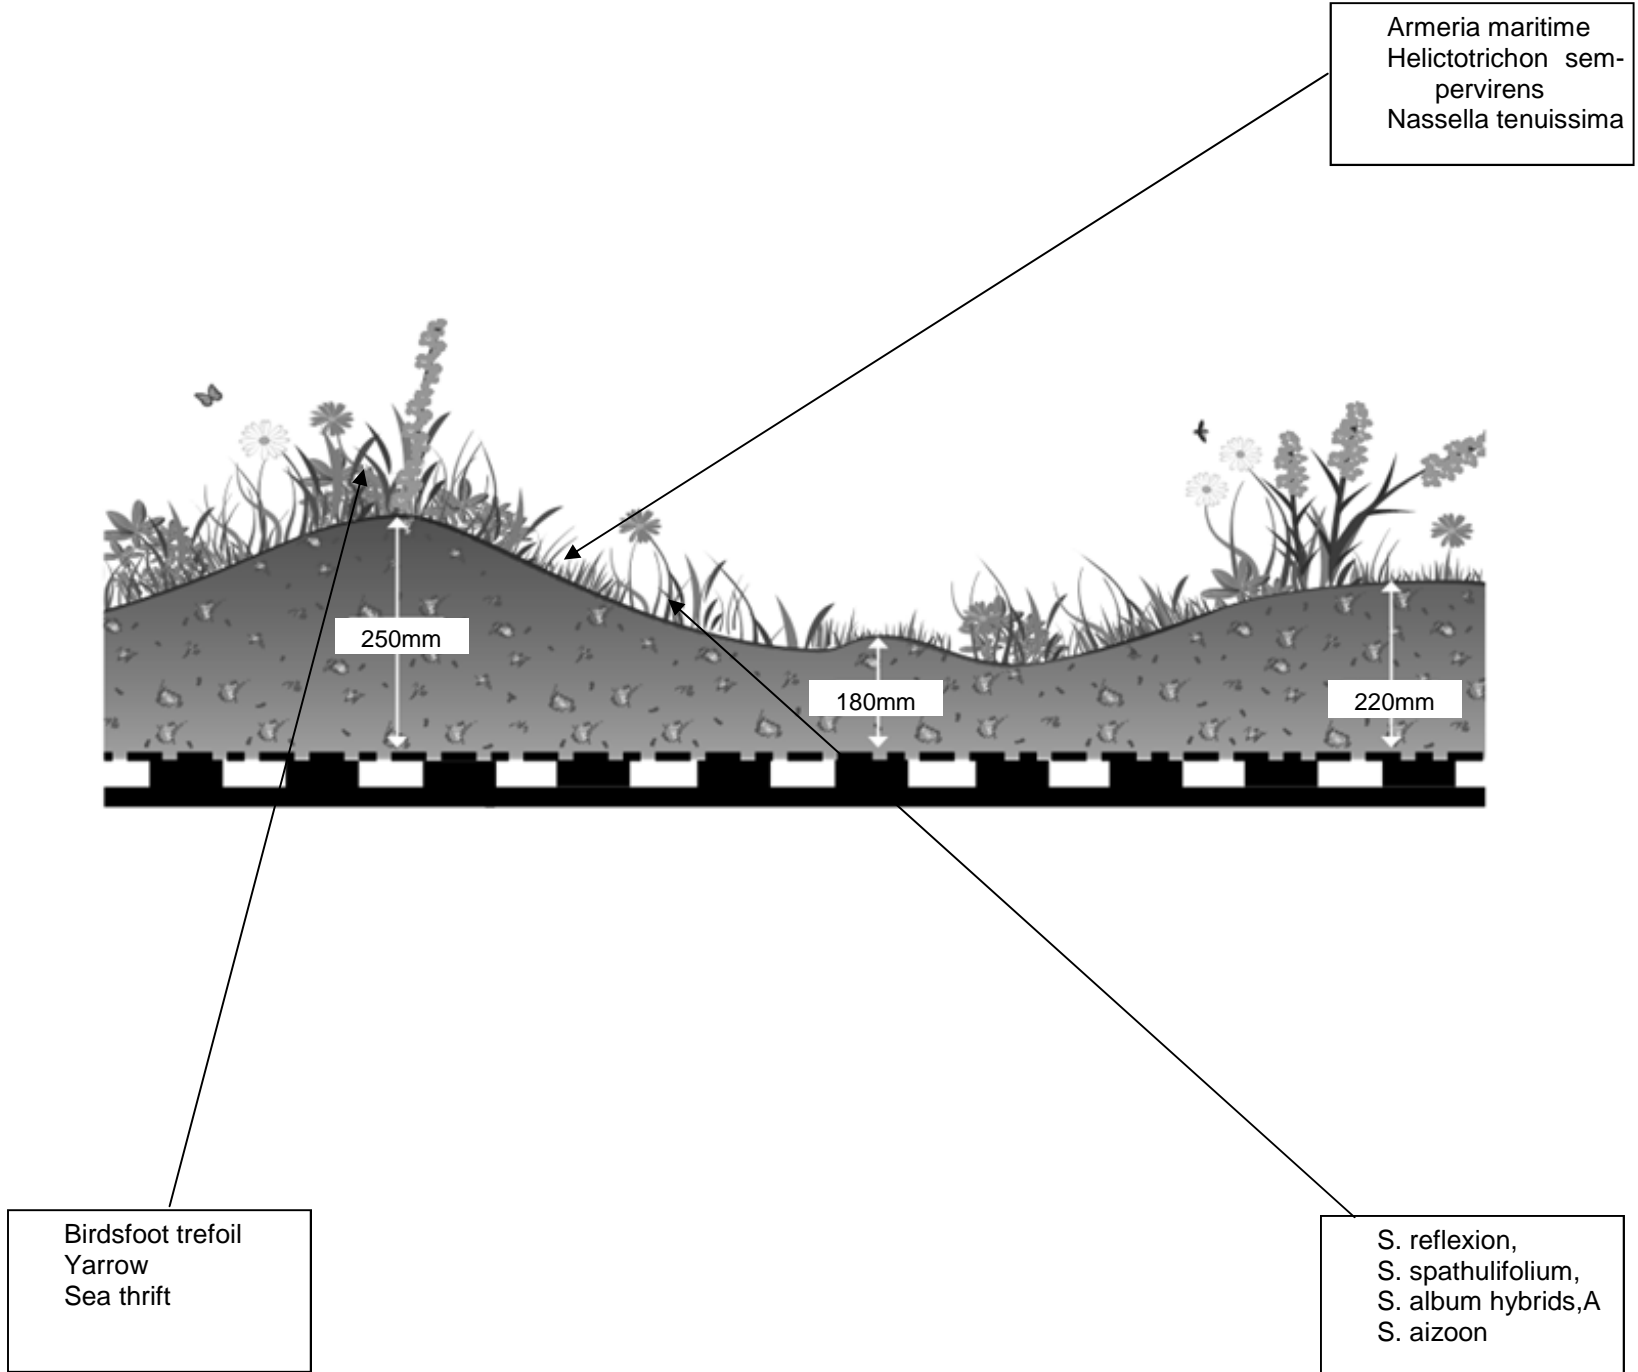 Armeria maritime
Helictotrichon sem-
pervirens
Nassella tenuissima
250mm
180mm
220mm
Birdsfoot trefoil
Yarrow
Sea thrift
S. reflexion,
S. spathulifolium,
S. album hybrids,A
S. aizoon